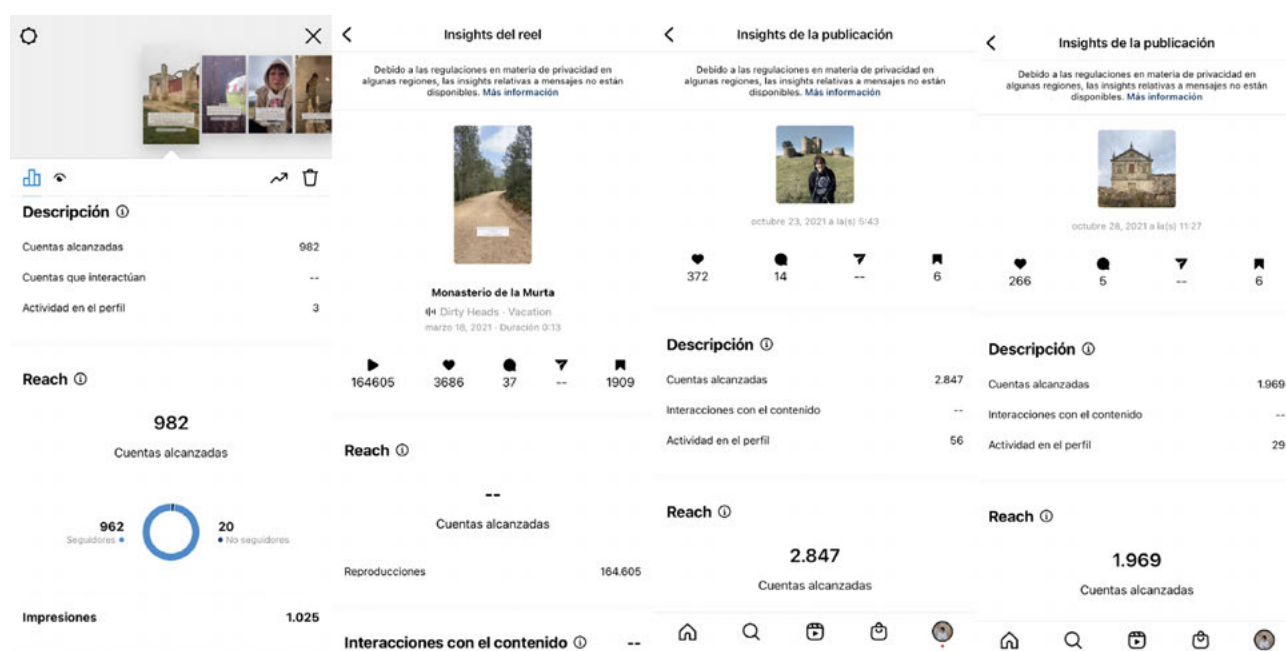 Descripción
Cuentas alcanzadas 982
Cuentas que interactúan --
Actividad en el perfil 3
Reach
982
Cuentas alcanzadas
962
Seguidores
20
No seguidores
Impresiones 1.025
Insights del reel
Debido a las regulaciones en materia de privacidad en
algunas regiones, las insights relativas a mensajes no están
disponibles. Más información
Monasterio de la Murta
Dirty Heads · Vacation
marzo 18, 2021 · Duración 0:13
164605 3686 37 -- 1909
Reach
--
Cuentas alcanzadas
Reproducciones 164.605
Interacciones con el contenido --
Insights de la publicación
Debido a las regulaciones en materia de privacidad en
algunas regiones, las insights relativas a mensajes no están
disponibles. Más información
octubre 23, 2021 a la(s) 5:43
372 14 -- 6
Descripción
Cuentas alcanzadas 2.847
Interacciones con el contenido --
Actividad en el perfil 56
Reach
2.847
Cuentas alcanzadas
Insights de la publicación
Debido a las regulaciones en materia de privacidad en
algunas regiones, las insights relativas a mensajes no están
disponibles. Más información
octubre 28, 2021 a la(s) 11:27
266 5 -- 6
Descripción
Cuentas alcanzadas 1.969
Interacciones con el contenido --
Actividad en el perfil 29
Reach
1.969
Cuentas alcanzadas